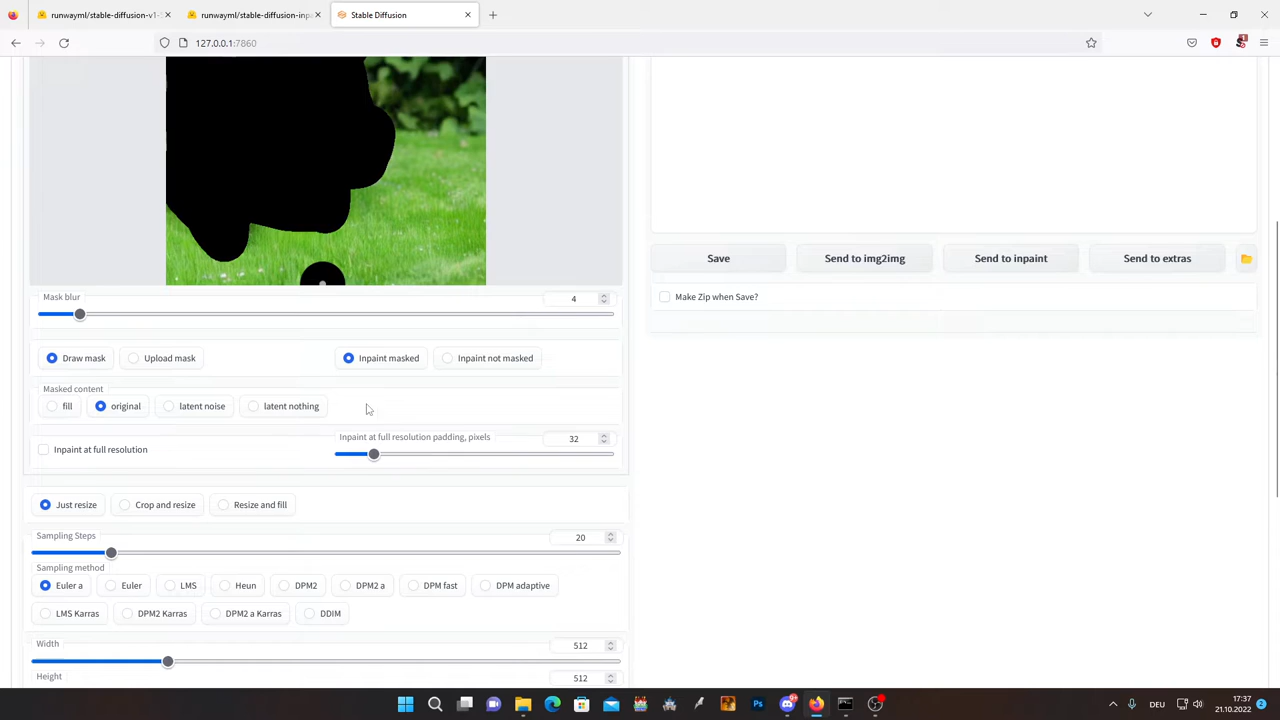 runwayml/stable-diffusion-v1-
runwayml/stable-diffusion-inp
Stable Diffusion
127.0.0.1:7860
Save
Send to img2img
Send to inpaint
Send to extras
Mask blur
4
Make Zip when Save?
Draw mask
Upload mask
Inpaint masked
Inpaint not masked
Masked content
fill
original
latent noise
latent nothing
Inpaint at full resolution
Inpaint at full resolution padding, pixels
32
Just resize
Crop and resize
Resize and fill
Sampling Steps
20
Sampling method
Euler a
Euler
LMS
Heun
DPM2
DPM2 a
DPM fast
DPM adaptive
LMS Karras
DPM2 Karras
DPM2 a Karras
DDIM
Width
512
Height
512
DEU
17:37
21.10.2022